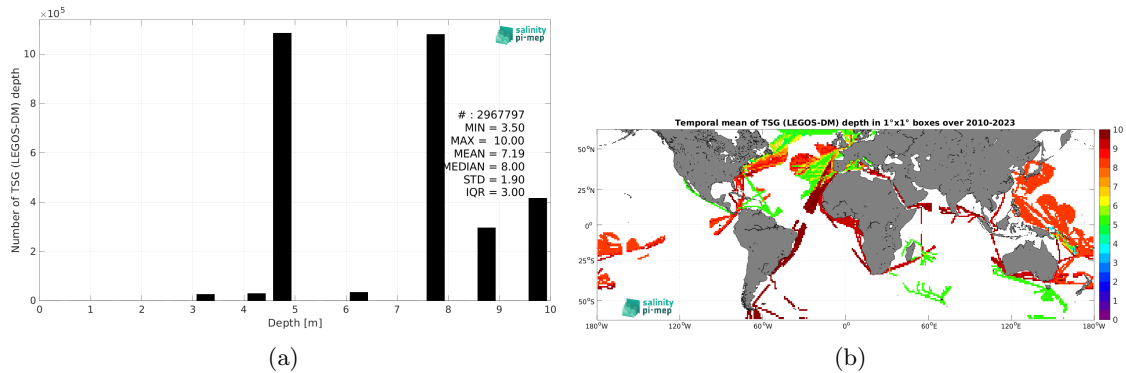 ×10⁵
salinity
pi-mep
10
8
6
4
2
0
Number of TSG (LEGOS-DM) depth
# : 2967797
MIN = 3.50
MAX = 10.00
MEAN = 7.19
MEDIAN = 8.00
STD = 1.90
IQR = 3.00
0 1 2 3 4 5 6 7 8 9 10
Depth [m]
(a)
Temporal mean of TSG (LEGOS-DM) depth in 1°x1° boxes over 2010-2023
50°N
25°N
0°
25°S
50°S
180°W 120°W 60°W 0° 60°E 120°E 180°E
salinity
pi-mep
10
9
8
7
6
5
4
3
2
1
0
(b)